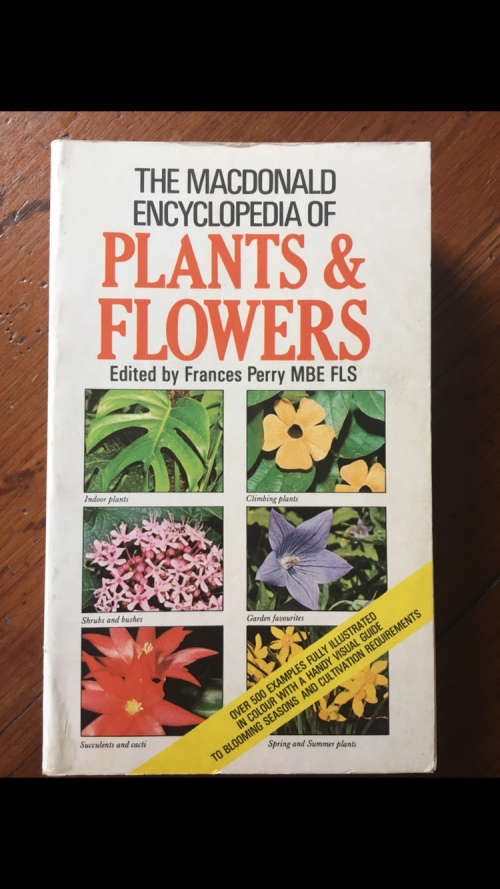 THE MACDONALD
ENCYCLOPEDIA OF
PLANTS &
FLOWERS
Edited by Frances Perry MBE FLS
Indoor plants
Climbing plants
Shrubs and bushes
Garden favourites
Succulents and cacti
Spring and Summer plants
OVER 500 EXAMPLES FULLY ILLUSTRATED
IN COLOUR WITH A HANDY VISUAL GUIDE
TO BLOOMING SEASONS AND CULTIVATION REQUIREMENTS